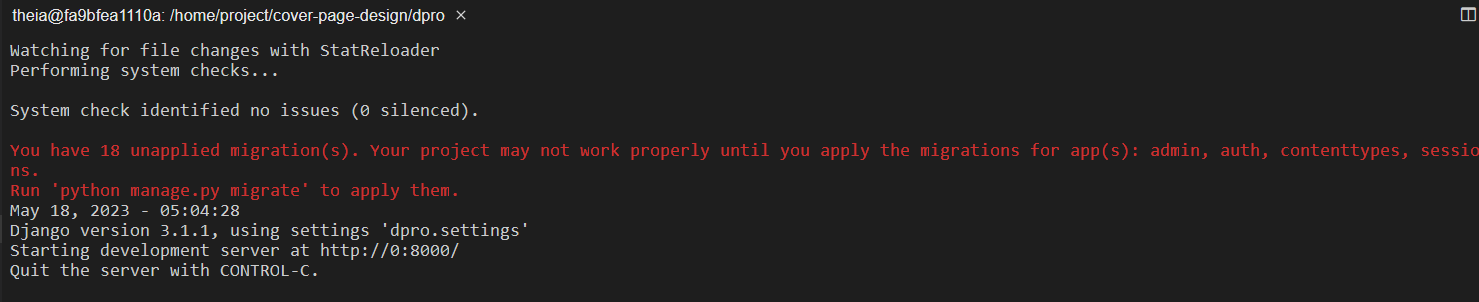 theia@fa9bfea1110a: /home/project/cover-page-design/dpro ×
Watching for file changes with StatReloader
Performing system checks...
System check identified no issues (0 silenced).
You have 18 unapplied migration(s). Your project may not work properly until you apply the migrations for app(s): admin, auth, contenttypes, sessio
ns.
Run 'python manage.py migrate' to apply them.
May 18, 2023 - 05:04:28
Django version 3.1.1, using settings 'dpro.settings'
Starting development server at http://0:8000/
Quit the server with CONTROL-C.